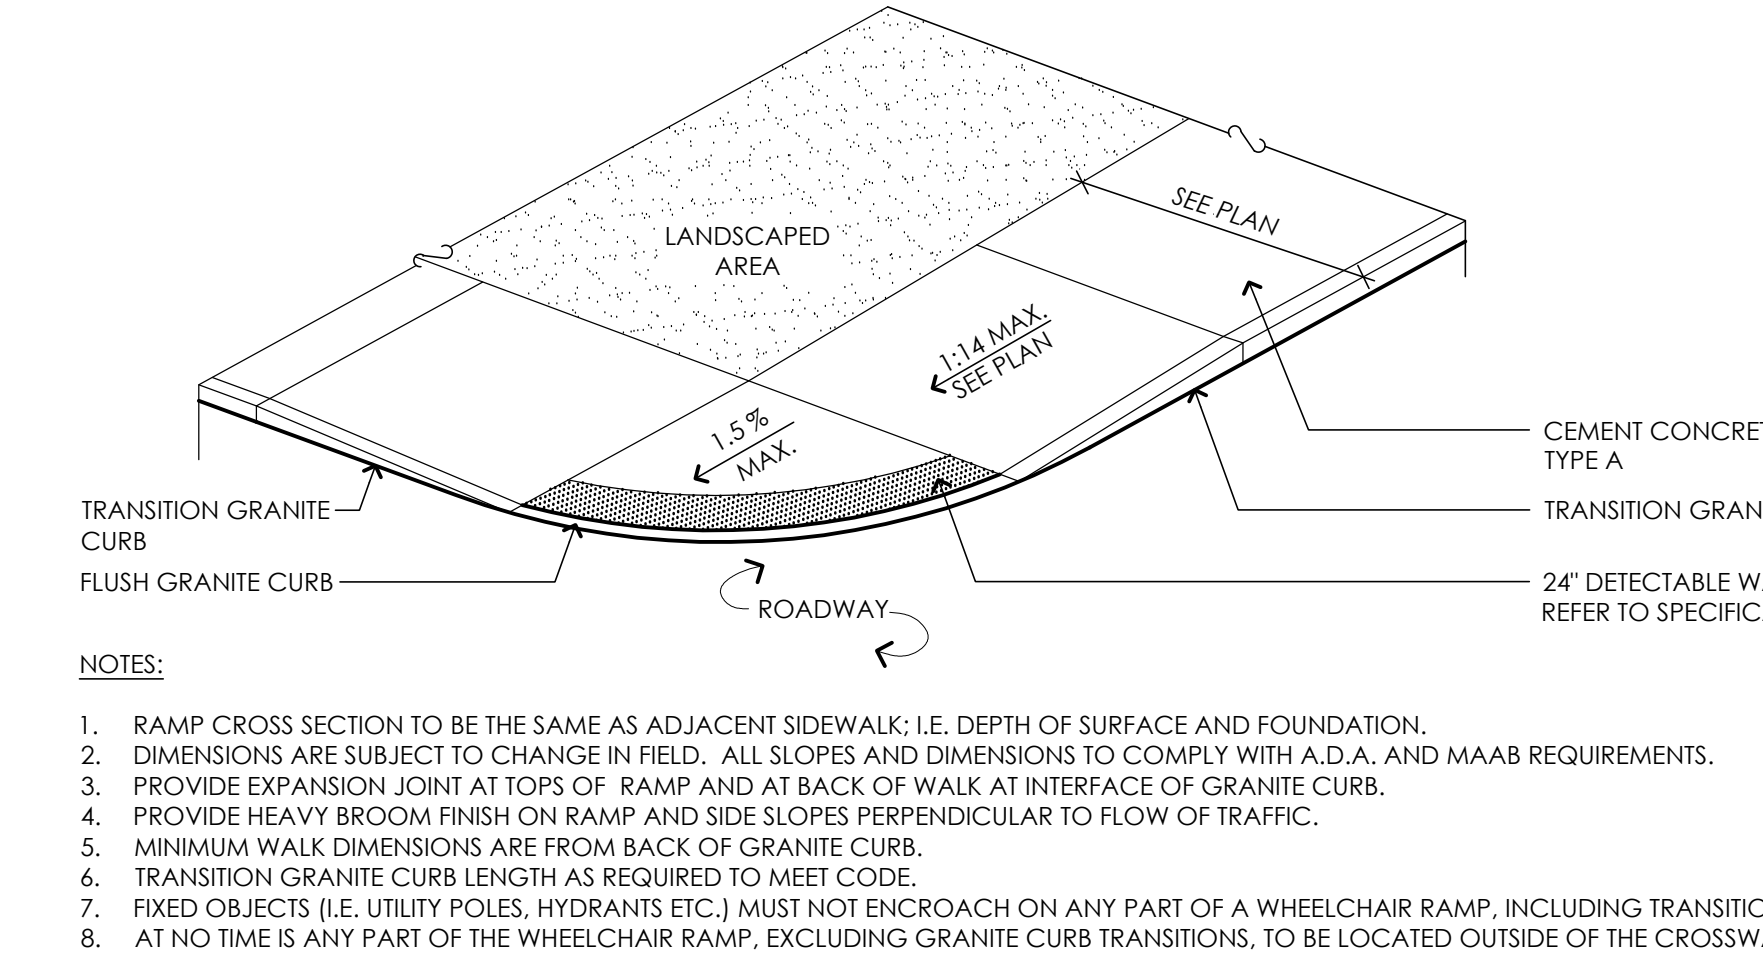 SEE PLAN
LANDSCAPED
AREA
1:14 MAX.
SEE PLAN
1.5 %
MAX.
CEMENT CONCRET
TYPE A
TRANSITION GRANITE
CURB
TRANSITION GRAN
FLUSH GRANITE CURB
24" DETECTABLE WA
REFER TO SPECIFICA
ROADWAY
NOTES:
1. RAMP CROSS SECTION TO BE THE SAME AS ADJACENT SIDEWALK; I.E. DEPTH OF SURFACE AND FOUNDATION.
2. DIMENSIONS ARE SUBJECT TO CHANGE IN FIELD. ALL SLOPES AND DIMENSIONS TO COMPLY WITH A.D.A. AND MAAB REQUIREMENTS.
3. PROVIDE EXPANSION JOINT AT TOPS OF RAMP AND AT BACK OF WALK AT INTERFACE OF GRANITE CURB.
4. PROVIDE HEAVY BROOM FINISH ON RAMP AND SIDE SLOPES PERPENDICULAR TO FLOW OF TRAFFIC.
5. MINIMUM WALK DIMENSIONS ARE FROM BACK OF GRANITE CURB.
6. TRANSITION GRANITE CURB LENGTH AS REQUIRED TO MEET CODE.
7. FIXED OBJECTS (I.E. UTILITY POLES, HYDRANTS ETC.) MUST NOT ENCROACH ON ANY PART OF A WHEELCHAIR RAMP, INCLUDING TRANSITIO
8. AT NO TIME IS ANY PART OF THE WHEELCHAIR RAMP, EXCLUDING GRANITE CURB TRANSITIONS, TO BE LOCATED OUTSIDE OF THE CROSSWA